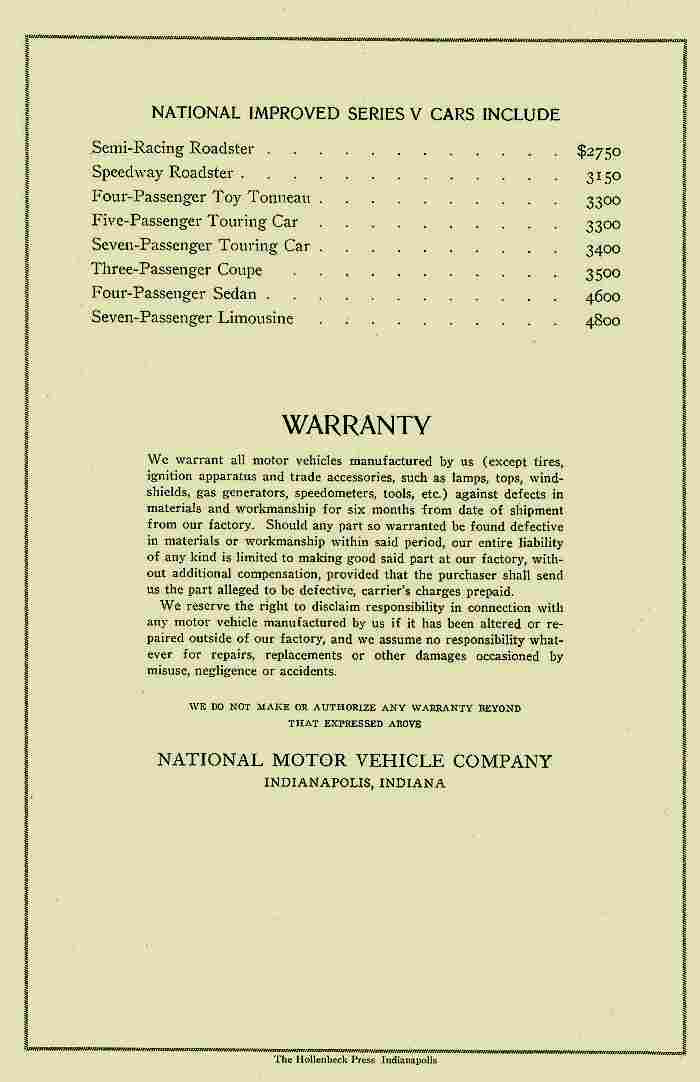 NATIONAL IMPROVED SERIES V CARS INCLUDE
Semi-Racing Roadster . . . . . . . . . . . . $2750
Speedway Roadster . . . . . . . . . . . . . 3150
Four-Passenger Toy Tonneau . . . . . . . . . . 3300
Five-Passenger Touring Car . . . . . . . . . . 3300
Seven-Passenger Touring Car . . . . . . . . . . 3400
Three-Passenger Coupe . . . . . . . . . . . 3500
Four-Passenger Sedan . . . . . . . . . . . . 4600
Seven-Passenger Limousine . . . . . . . . . . 4800
WARRANTY
We warrant all motor vehicles manufactured by us (except tires,
ignition apparatus and trade accessories, such as lamps, tops, wind-
shields, gas generators, speedometers, tools, etc.) against defects in
materials and workmanship for six months from date of shipment
from our factory. Should any part so warranted be found defective
in materials or workmanship within said period, our entire liability
of any kind is limited to making good said part at our factory, with-
out additional compensation, provided that the purchaser shall send
us the part alleged to be defective, carrier's charges prepaid.
We reserve the right to disclaim responsibility in connection with
any motor vehicle manufactured by us if it has been altered or re-
paired outside of our factory, and we assume no responsibility what-
ever for repairs, replacements or other damages occasioned by
misuse, negligence or accidents.
WE DO NOT MAKE OR AUTHORIZE ANY WARRANTY BEYOND
THAT EXPRESSED ABOVE
NATIONAL MOTOR VEHICLE COMPANY
INDIANAPOLIS, INDIANA
The Hollenbeck Press Indianapolis